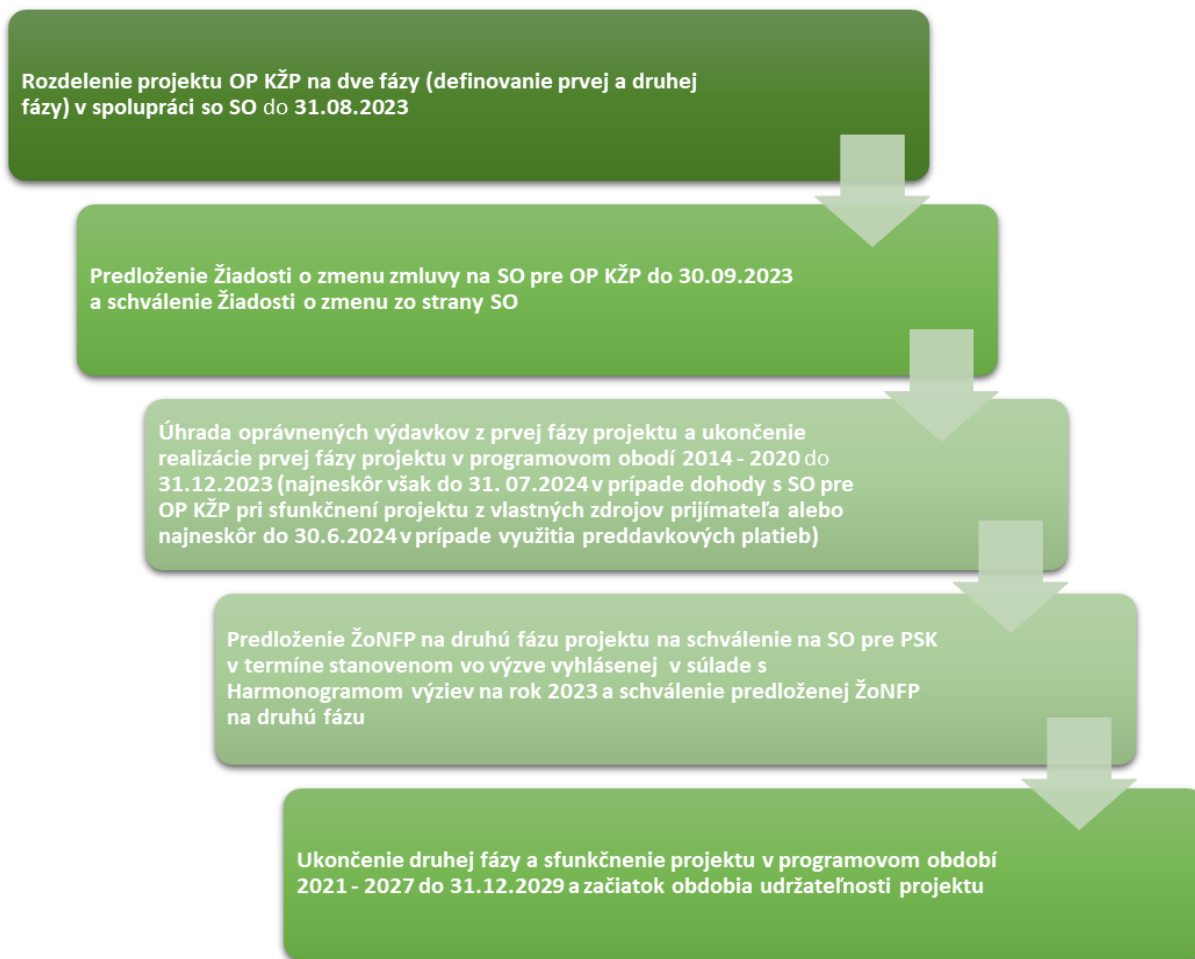 Rozdelenie projektu OP KŽP na dve fázy (definovanie prvej a druhej
fázy) v spolupráci so SO do 31.08.2023
Predloženie Žiadosti o zmenu zmluvy na SO pre OP KŽP do 30.09.2023
a schválenie Žiadosti o zmenu zo strany SO
Úhrada oprávnených výdavkov z prvej fázy projektu a ukončenie
realizácie prvej fázy projektu v programovom obodí 2014 - 2020 do
31.12.2023 (najneskôr však do 31. 07.2024 v prípade dohody s SO pre
OP KŽP pri sfunkčnení projektu z vlastných zdrojov prijímateľa alebo
najneskôr do 30.6.2024 v prípade využitia preddavkových platieb)
Predloženie ŽoNFP na druhú fázu projektu na schválenie na SO pre PSK
v termíne stanovenom vo výzve vyhlásenej v súlade s
Harmonogramom výziev na rok 2023 a schválenie predloženej ŽoNFP
na druhú fázu
Ukončenie druhej fázy a sfunkčnenie projektu v programovom období
2021 - 2027 do 31.12.2029 a začiatok obdobia udržateľnosti projektu